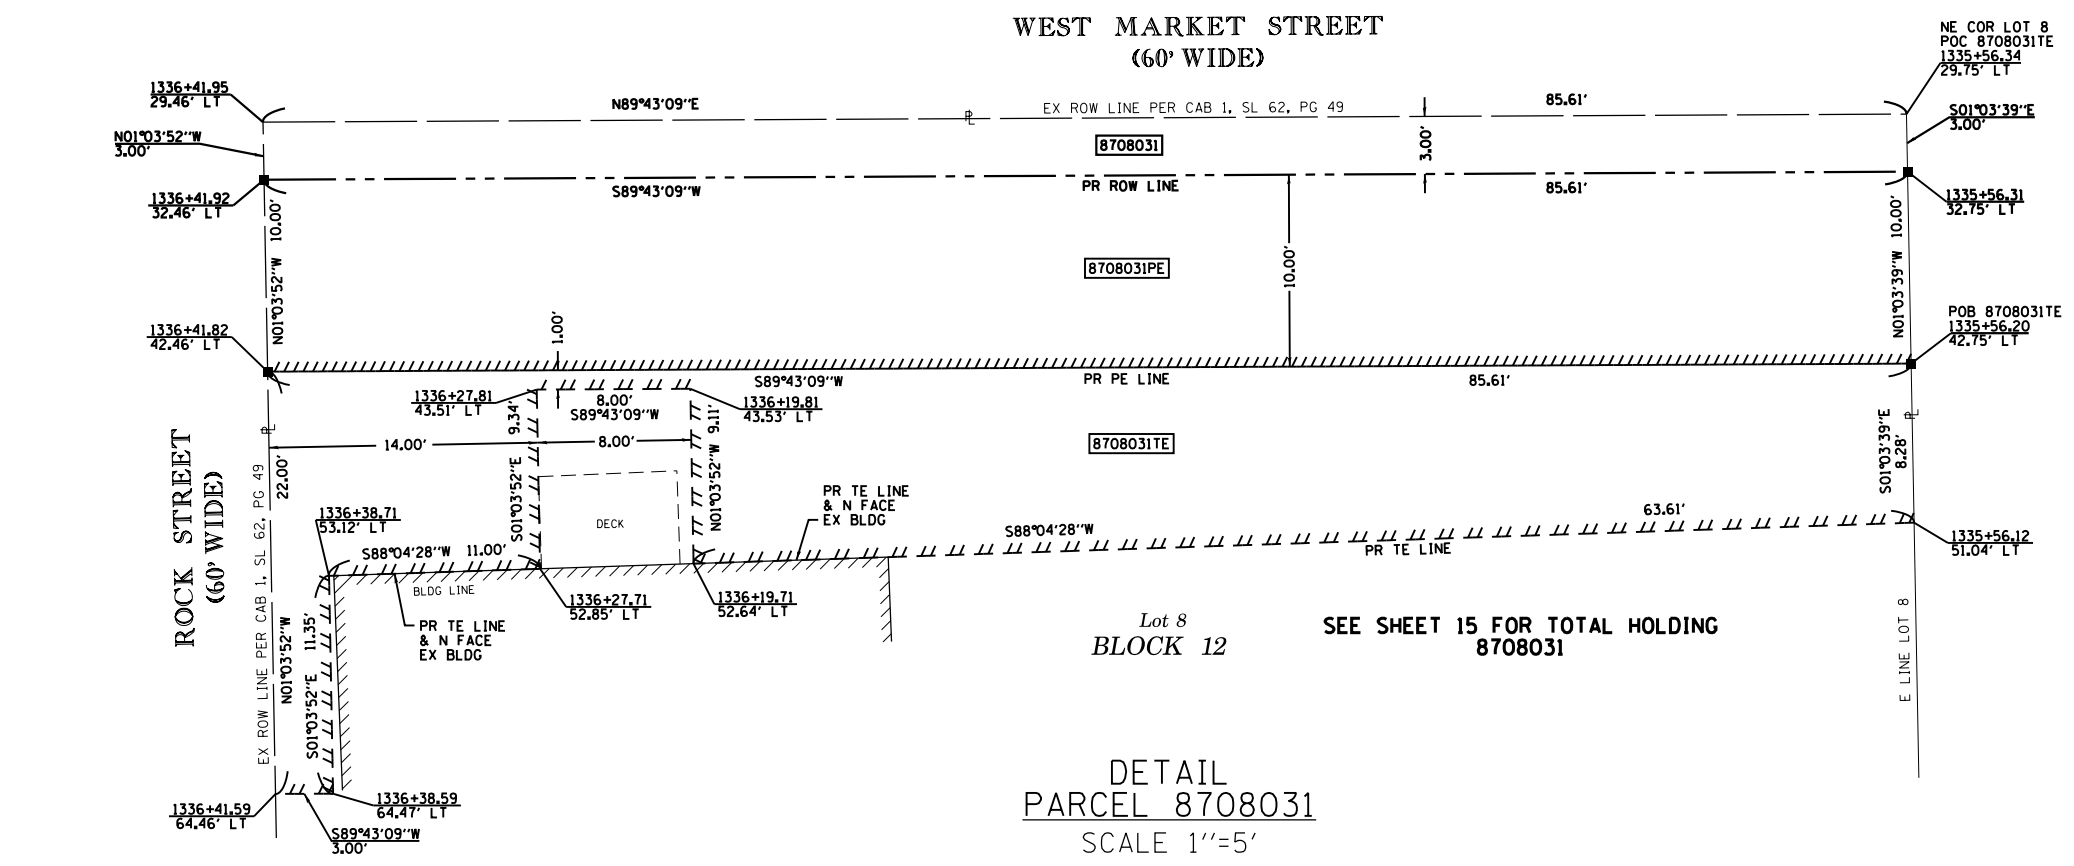 WEST MARKET STREET
(60' WIDE)
NE COR LOT 8
POC 8708031TE
1335+56.34
29.75' LT
1336+41.95
29.46' LT
N89°43'09"E
EX ROW LINE PER CAB 1, SL 62, PG 49
85.61'
S01°03'39"E
3.00'
N01°03'52"W
3.00'
PL
8708031
3.00'
S89°43'09"W
PR ROW LINE
85.61'
1336+41.92
32.46' LT
1335+56.31
32.75' LT
N01°03'52"W 10.00'
8708031PE
10.00'
N01°03'39"W 10.00'
1336+41.82
42.46' LT
1.00'
POB 8708031TE
1335+56.20
42.75' LT
S89°43'09"W
PR PE LINE
85.61'
1336+27.81
43.51' LT
8.00'
S89°43'09"W
1336+19.81
43.53' LT
PL
14.00'
8.00'
8708031TE
PL
S01°03'39"E
8.28'
S01°03'52"E 9.34'
N01°03'52"W 9.11'
DECK
PR TE LINE
& N FACE
EX BLDG
63.61'
S88°04'28"W
PR TE LINE
1335+56.12
51.04' LT
ROCK STREET
(60' WIDE)
EX ROW LINE PER CAB 1, SL 62, PG 49
N01°03'52"W
22.00'
1336+38.71
53.12' LT
S88°04'28"W 11.00'
BLDG LINE
1336+27.71
52.85' LT
1336+19.71
52.64' LT
S01°03'52"E 11.35'
PR TE LINE
& N FACE
EX BLDG
Lot 8
BLOCK 12
SEE SHEET 15 FOR TOTAL HOLDING
8708031
E LINE LOT 8
1336+41.59
64.46' LT
1336+38.59
64.47' LT
S89°43'09"W
3.00'
DETAIL
PARCEL 8708031
SCALE 1''=5'